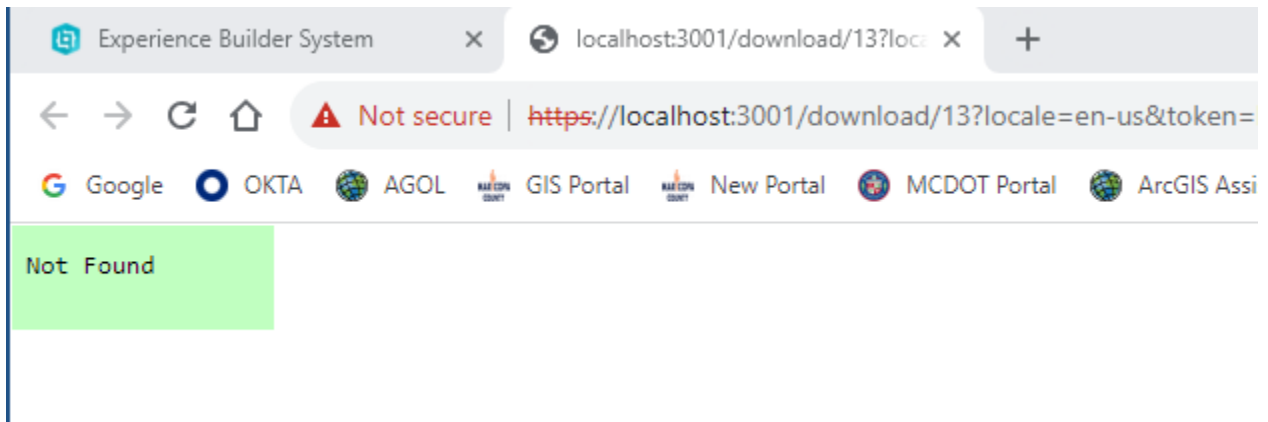 Experience Builder System
localhost:3001/download/13?loca
Not secure | https://localhost:3001/download/13?locale=en-us&token=
Google OKTA AGOL GIS Portal New Portal MCDOT Portal ArcGIS Assi
Not Found